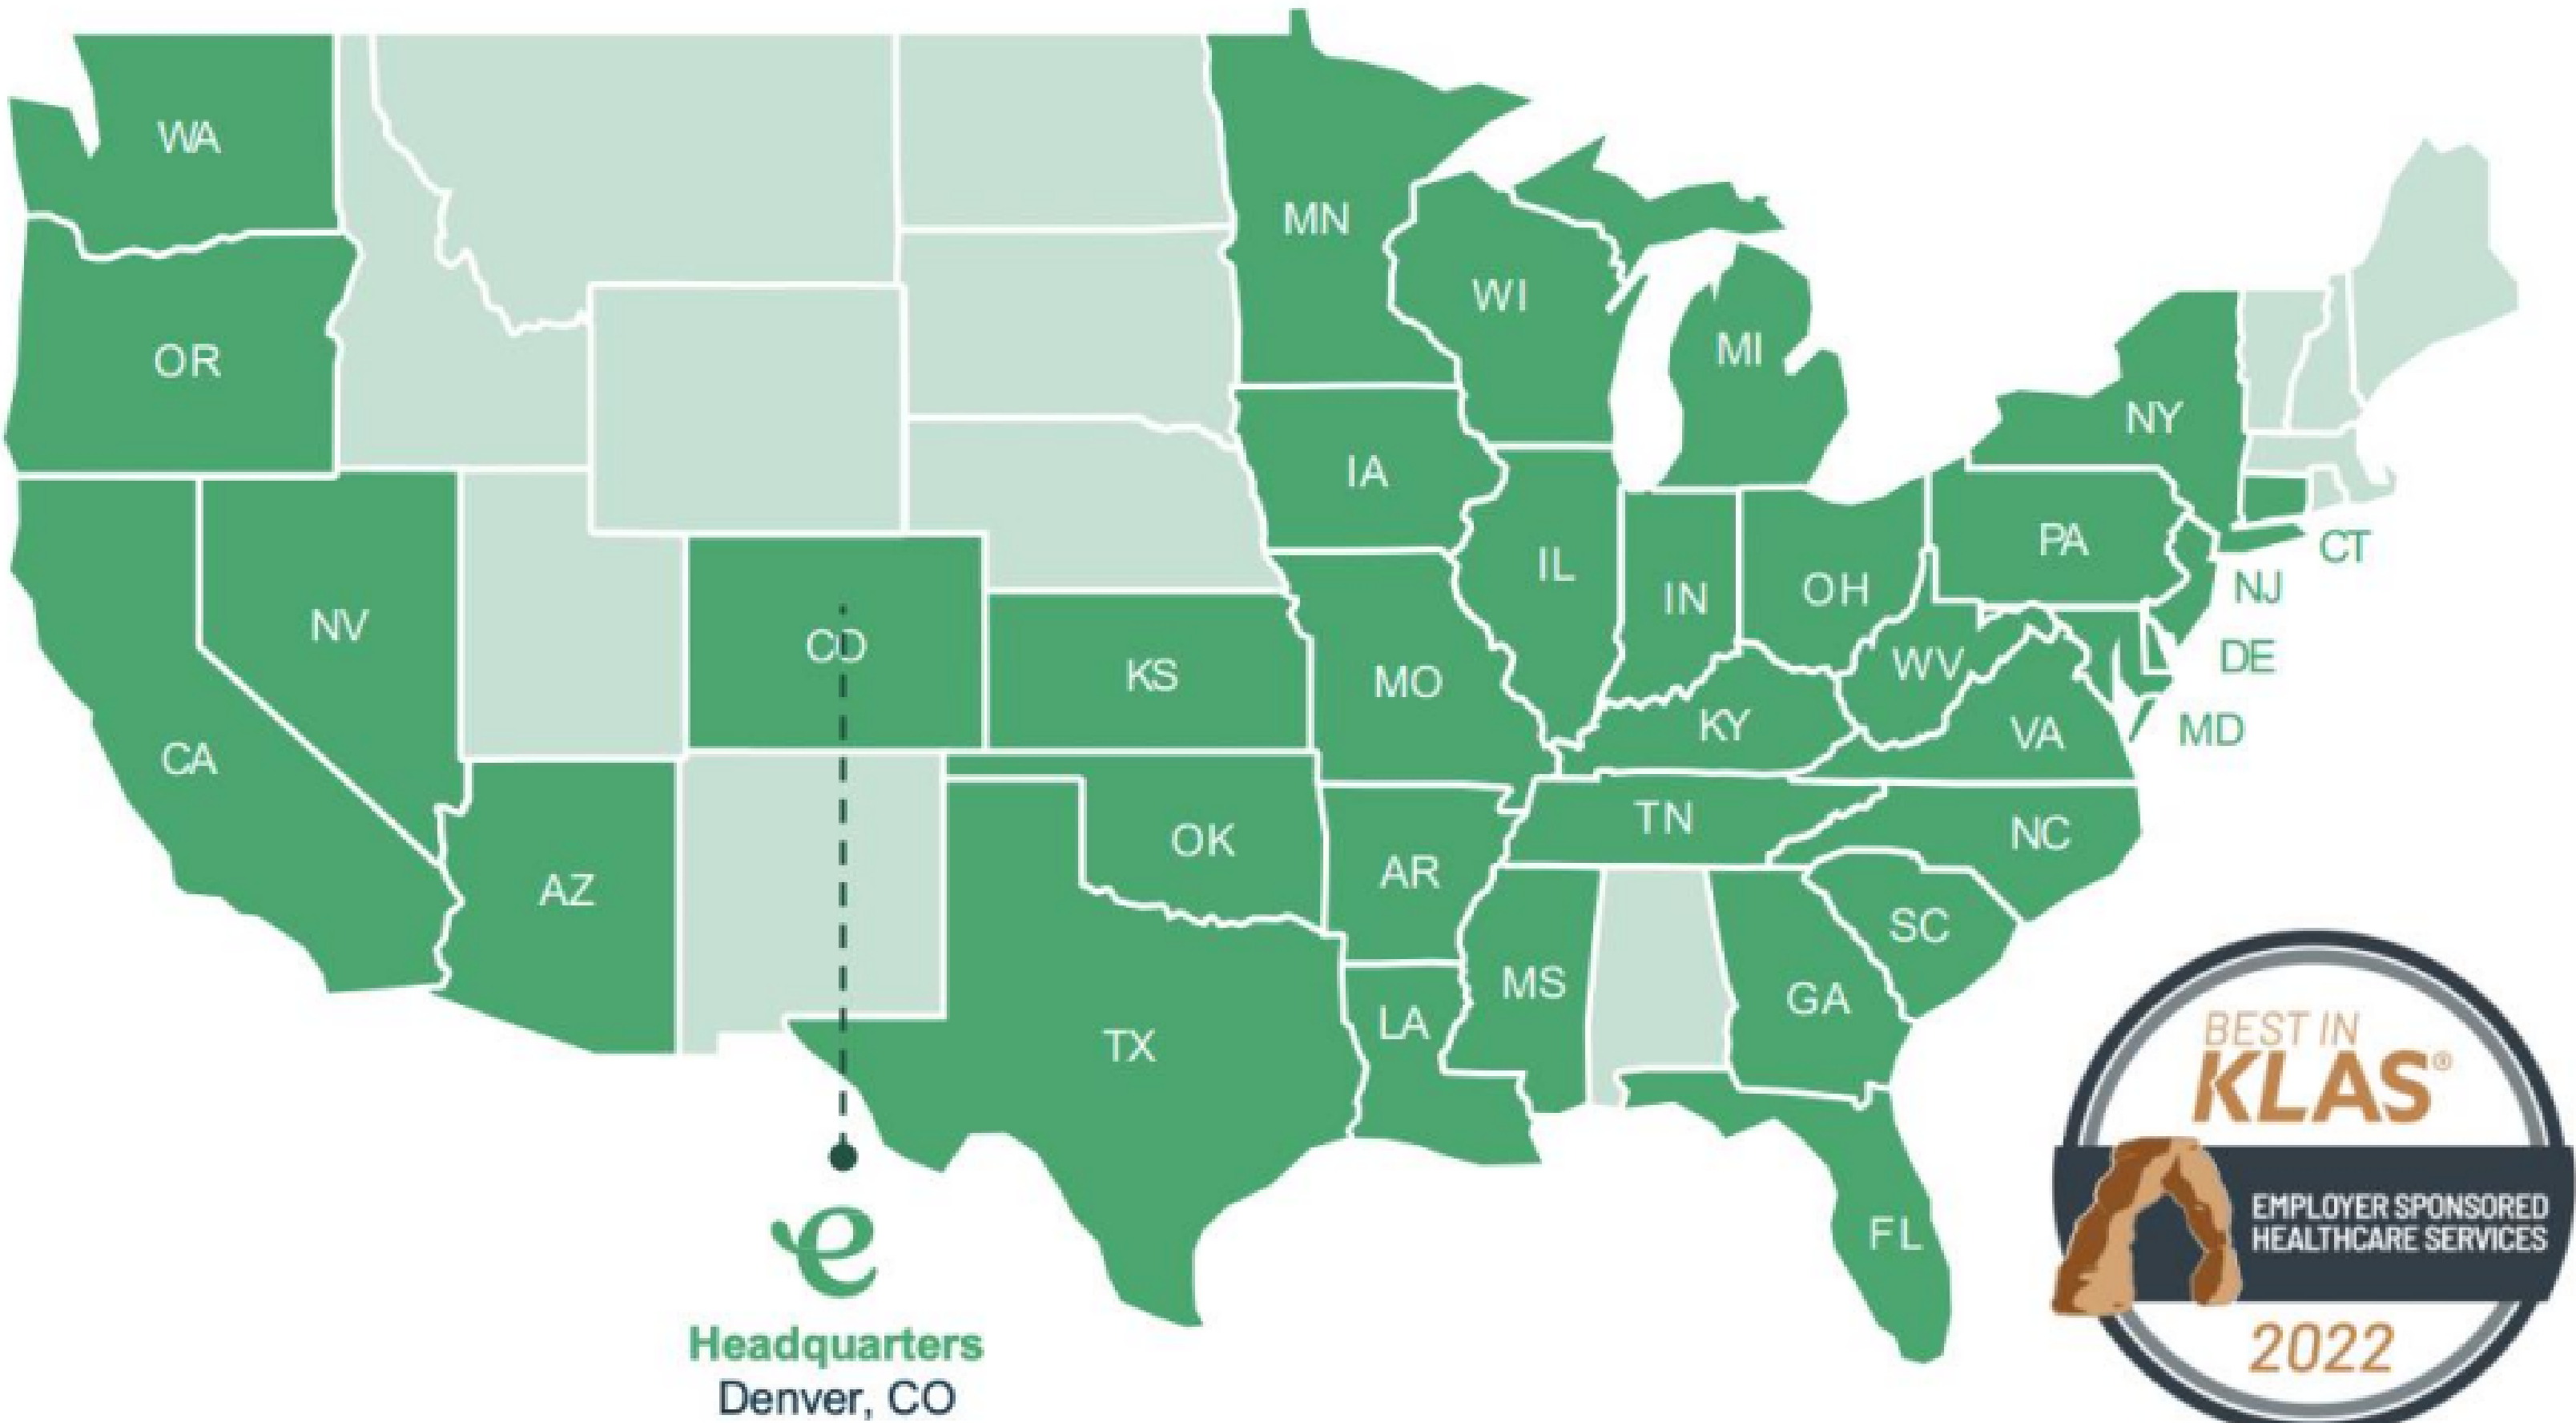 WA
MN
OR
WI
MI
NY
IA
PA
CT
IL
IN
OH
NJ
NV
CO
KS
MO
WV
DE
KY
VA
MD
CA
TN
NC
OK
AR
AZ
SC
MS
GA
LA
TX
FL
e
Headquarters
Denver, CO
BEST IN
KLAS®
EMPLOYER SPONSORED
HEALTHCARE SERVICES
2022